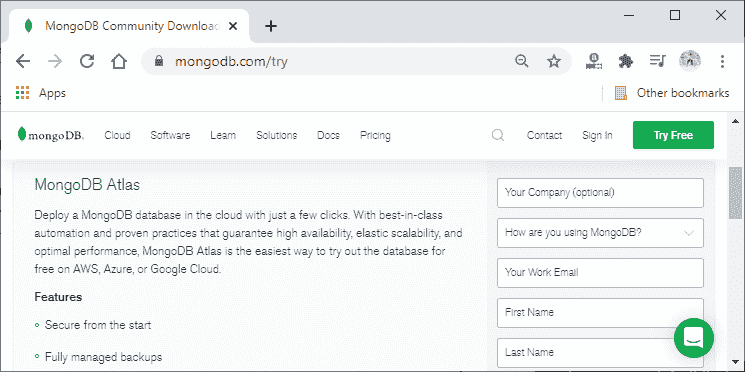 MongoDB Community Download
mongodb.com/try
Apps
Other bookmarks
mongoDB.
Cloud
Software
Learn
Solutions
Docs
Pricing
Contact
Sign In
Try Free
MongoDB Atlas
Deploy a MongoDB database in the cloud with just a few clicks. With best-in-class
automation and proven practices that guarantee high availability, elastic scalability, and
optimal performance, MongoDB Atlas is the easiest way to try out the database for
free on AWS, Azure, or Google Cloud.
Features
Secure from the start
Fully managed backups
Your Company (optional)
How are you using MongoDB?
Your Work Email
First Name
Last Name